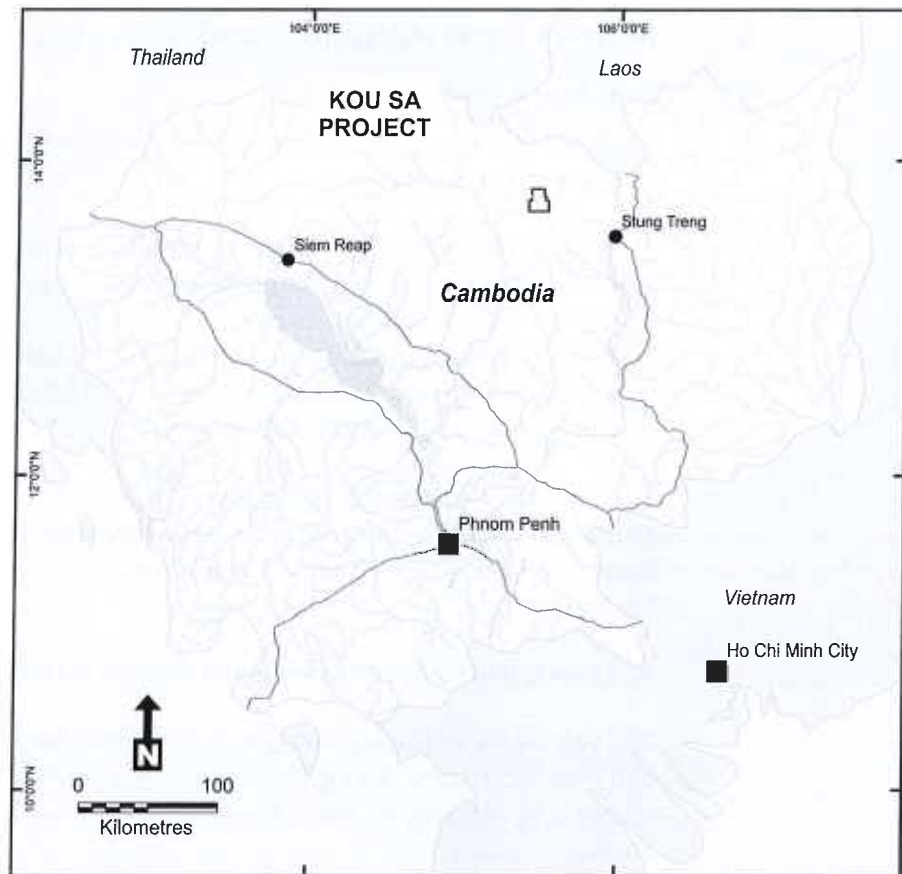 104°0'0"E
106°0'0"E
Thailand
Laos
KOU SA
PROJECT
14°0'0"N
Stung Treng
Siem Reap
Cambodia
12°0'0"N
Phnom Penh
Vietnam
Ho Chi Minh City
N
10°0'0"N
0 100
Kilometres